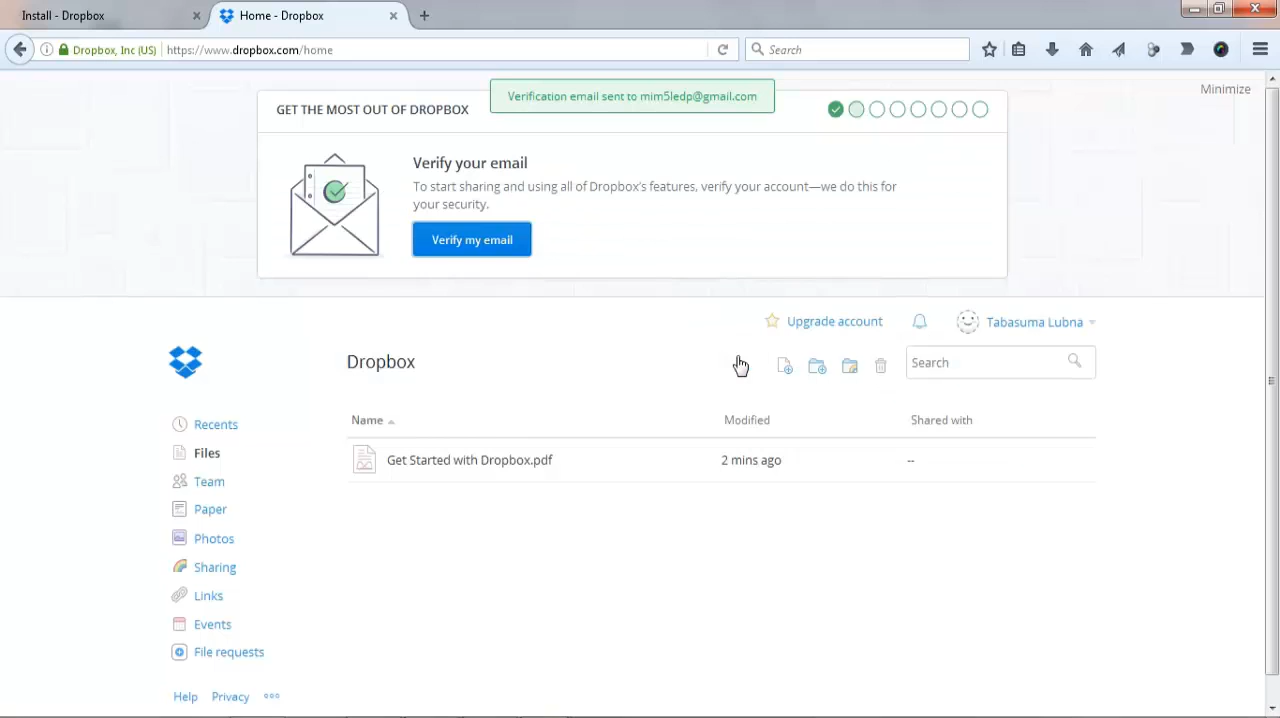 Install - Dropbox
Home - Dropbox
Dropbox, Inc (US)
https://www.dropbox.com/home
Search
Minimize
Verification email sent to mim5ledp@gmail.com
GET THE MOST OUT OF DROPBOX
Verify your email
To start sharing and using all of Dropbox's features, verify your account—we do this for
your security.
Verify my email
Upgrade account
Tabasuma Lubna
Dropbox
Search
Name
Modified
Shared with
Get Started with Dropbox.pdf
2 mins ago
--
Recents
Files
Team
Paper
Photos
Sharing
Links
Events
File requests
Help
Privacy